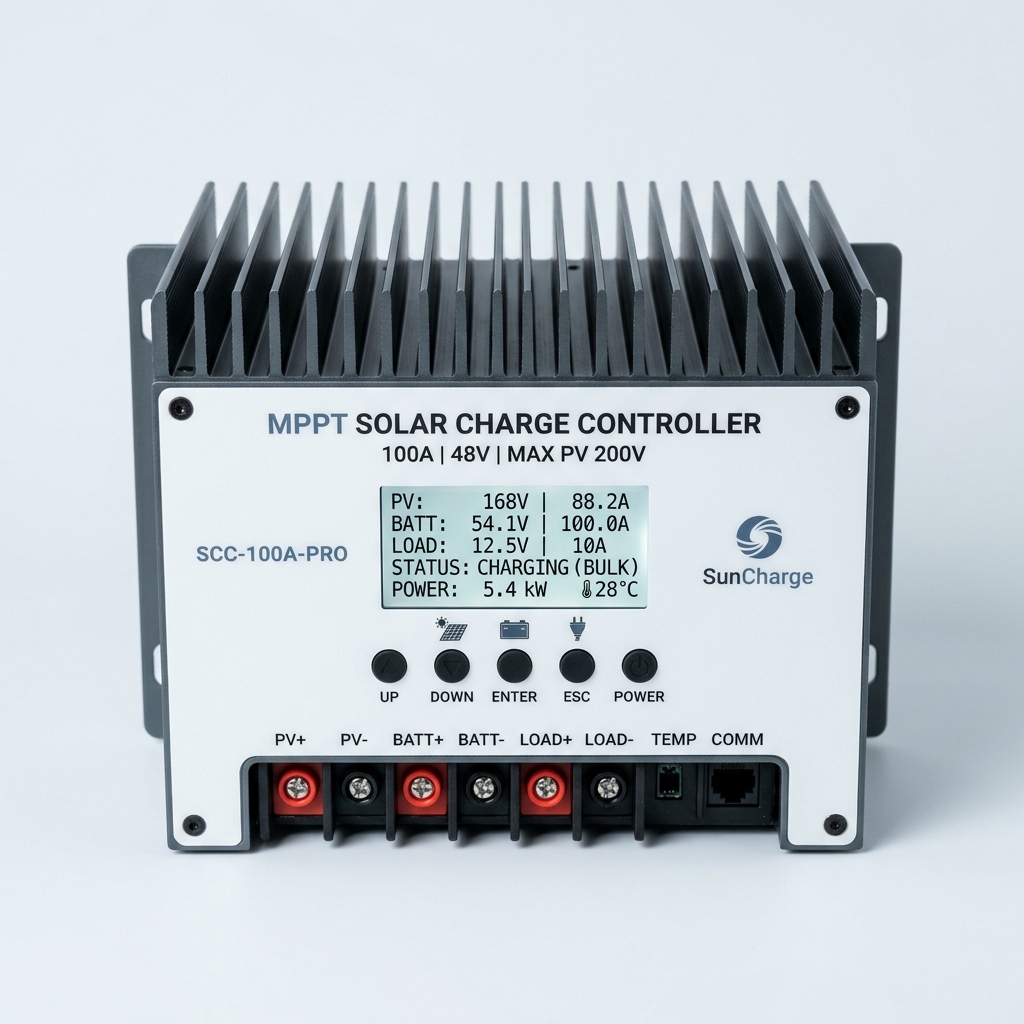 MPPT SOLAR CHARGE CONTROLLER
100A | 48V | MAX PV 200V
PV: 168V | 88.2A
BATT: 54.1V | 100.0A
LOAD: 12.5V | 10A
STATUS: CHARGING (BULK)
POWER: 5.4 kW 28°C
SCC-100A-PRO
SunCharge
UP DOWN ENTER ESC POWER
PV+ PV- BATT+ BATT- LOAD+ LOAD- TEMP COMM